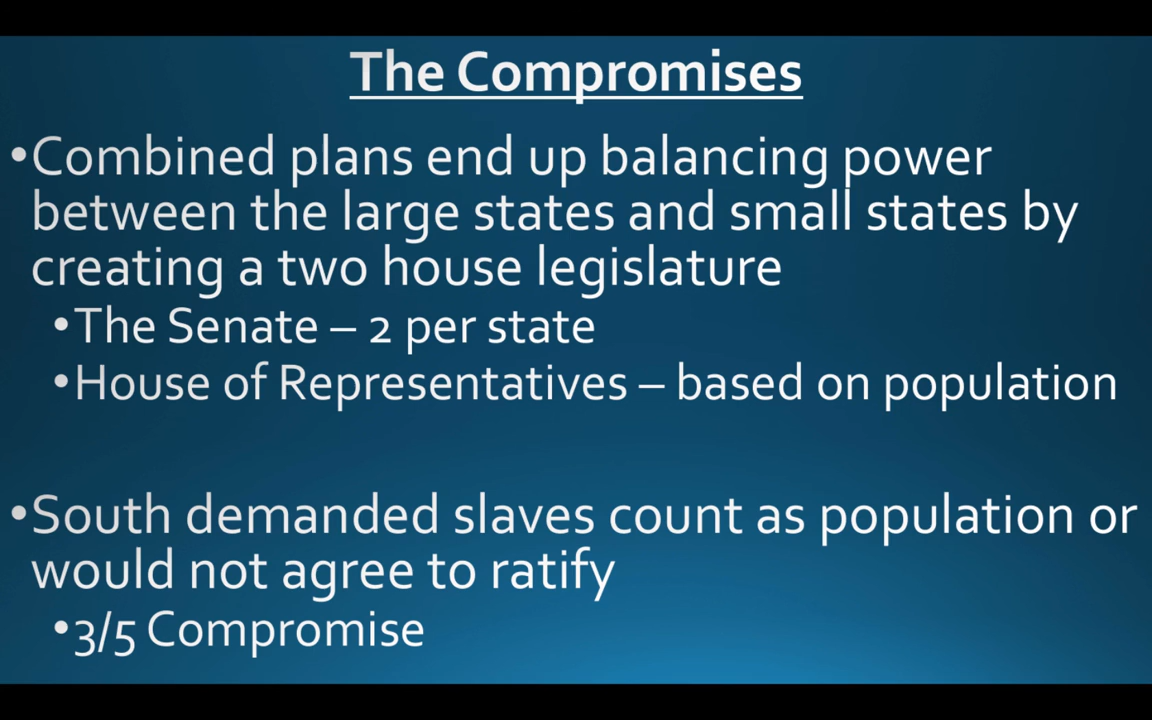 The Compromises
•Combined plans end up balancing power
between the large states and small states by
creating a two house legislature
•The Senate – 2 per state
•House of Representatives – based on population
•South demanded slaves count as population or
would not agree to ratify
•3/5 Compromise